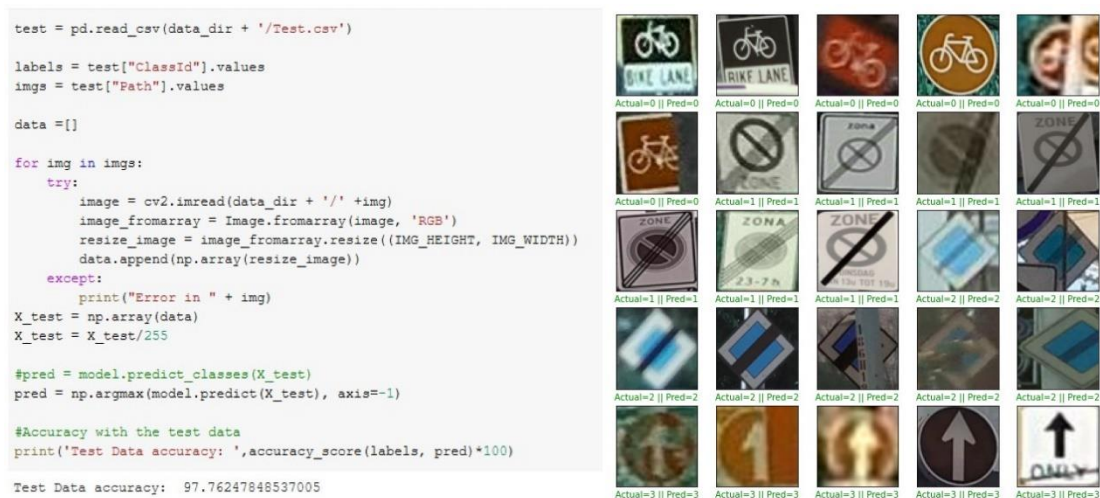 test = pd.read_csv(data_dir + '/Test.csv')
labels = test["ClassId"].values
imgs = test["Path"].values
data =[]
for img in imgs:
    try:
        image = cv2.imread(data_dir + '/' +img)
        image_fromarray = Image.fromarray(image, 'RGB')
        resize_image = image_fromarray.resize((IMG_HEIGHT, IMG_WIDTH))
        data.append(np.array(resize_image))
    except:
        print("Error in " + img)
X_test = np.array(data)
X_test = X_test/255
#pred = model.predict_classes(X_test)
pred = np.argmax(model.predict(X_test), axis=-1)
#Accuracy with the test data
print('Test Data accuracy: ',accuracy_score(labels, pred)*100)
Test Data accuracy:  97.76247848537005
BIKE LANE
BIKE LANE
Actual=0 || Pred=0 Actual=0 || Pred=0 Actual=0 || Pred=0 Actual=0 || Pred=0 Actual=0 || Pred=0
ZONE
zona
ZONE
Actual=0 || Pred=0 Actual=1 || Pred=1 Actual=1 || Pred=1 Actual=1 || Pred=1 Actual=1 || Pred=1
ZONE
ZONA
ZONE
23-7h
13u TOT 19u
Actual=1 || Pred=1 Actual=1 || Pred=1 Actual=1 || Pred=1 Actual=2 || Pred=2 Actual=2 || Pred=2
Actual=2 || Pred=2 Actual=2 || Pred=2 Actual=2 || Pred=2 Actual=2 || Pred=2 Actual=2 || Pred=2
ONLY
Actual=3 || Pred=3 Actual=3 || Pred=3 Actual=3 || Pred=3 Actual=3 || Pred=3 Actual=3 || Pred=3